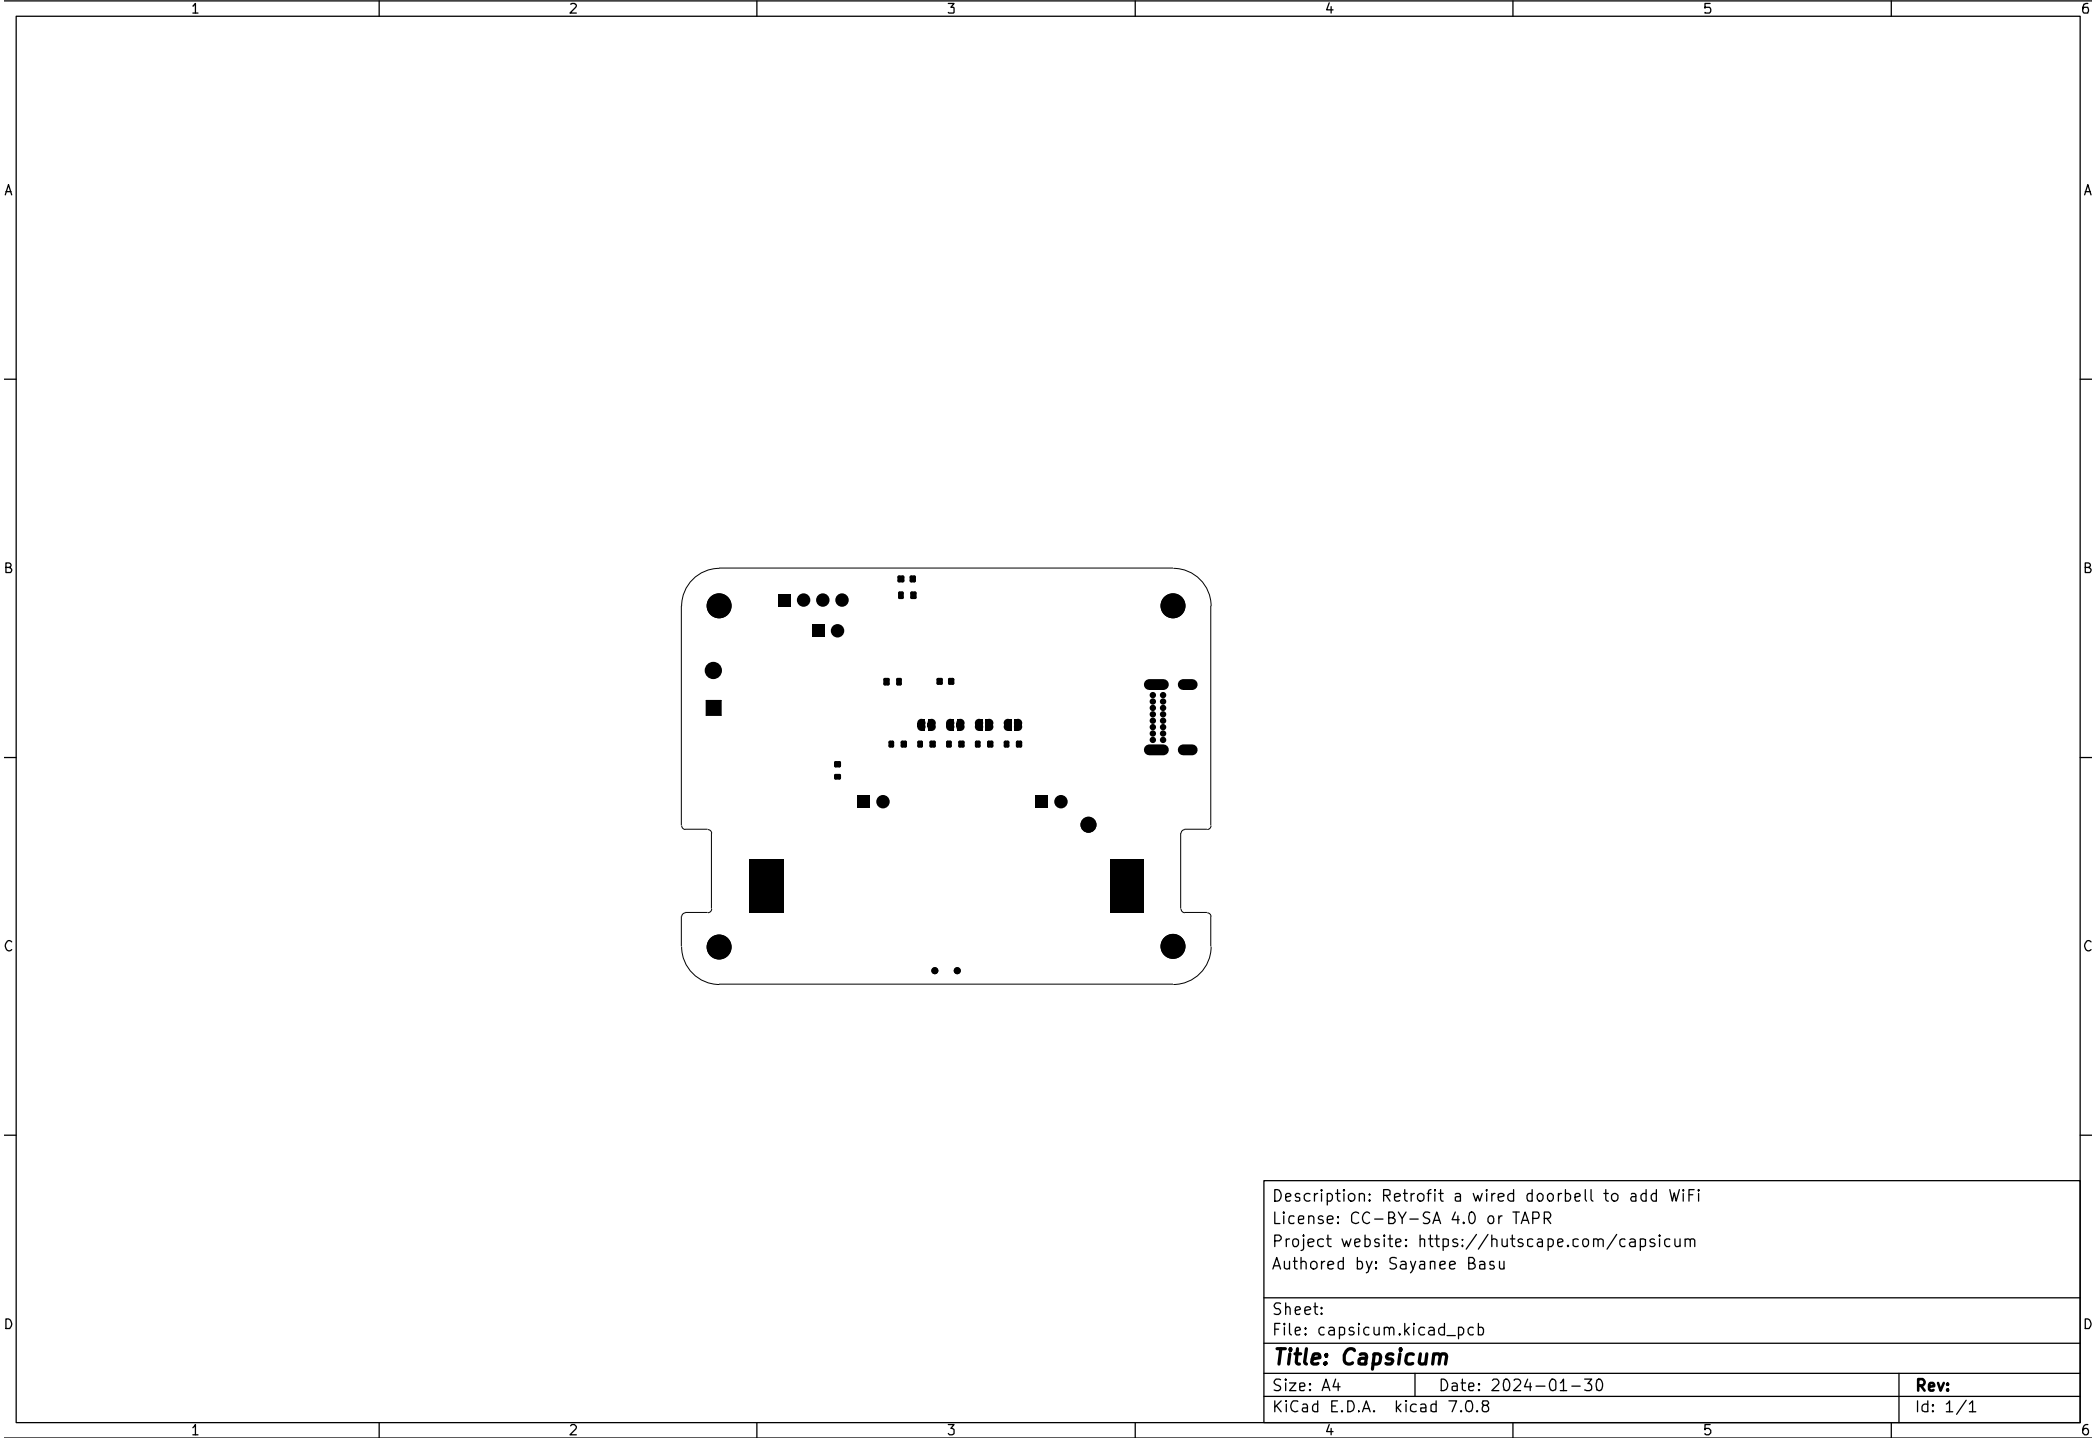 1 2 3 4 5 6
A A
B B
C C
Description: Retrofit a wired doorbell to add WiFi
License: CC-BY-SA 4.0 or TAPR
Project website: https://hutscape.com/capsicum
Authored by: Sayanee Basu
Sheet:
D D
File: capsicum.kicad_pcb
Title: Capsicum
Size: A4 Date: 2024-01-30 Rev:
KiCad E.D.A. kicad 7.0.8 Id: 1/1
1 2 3 4 5 6